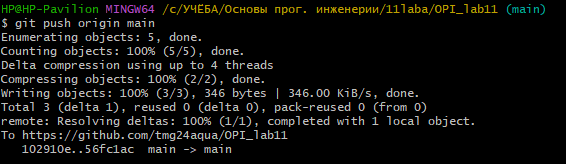 HP@HP-Pavilion MINGW64 /c/УЧЁБА/Основы прог. инженерии/11laba/OPI_lab11 (main)
$ git push origin main
Enumerating objects: 5, done.
Counting objects: 100% (5/5), done.
Delta compression using up to 4 threads
Compressing objects: 100% (2/2), done.
Writing objects: 100% (3/3), 346 bytes | 346.00 KiB/s, done.
Total 3 (delta 1), reused 0 (delta 0), pack-reused 0 (from 0)
remote: Resolving deltas: 100% (1/1), completed with 1 local object.
To https://github.com/tmg24aqua/OPI_lab11
   102910e..56fc1ac  main -> main